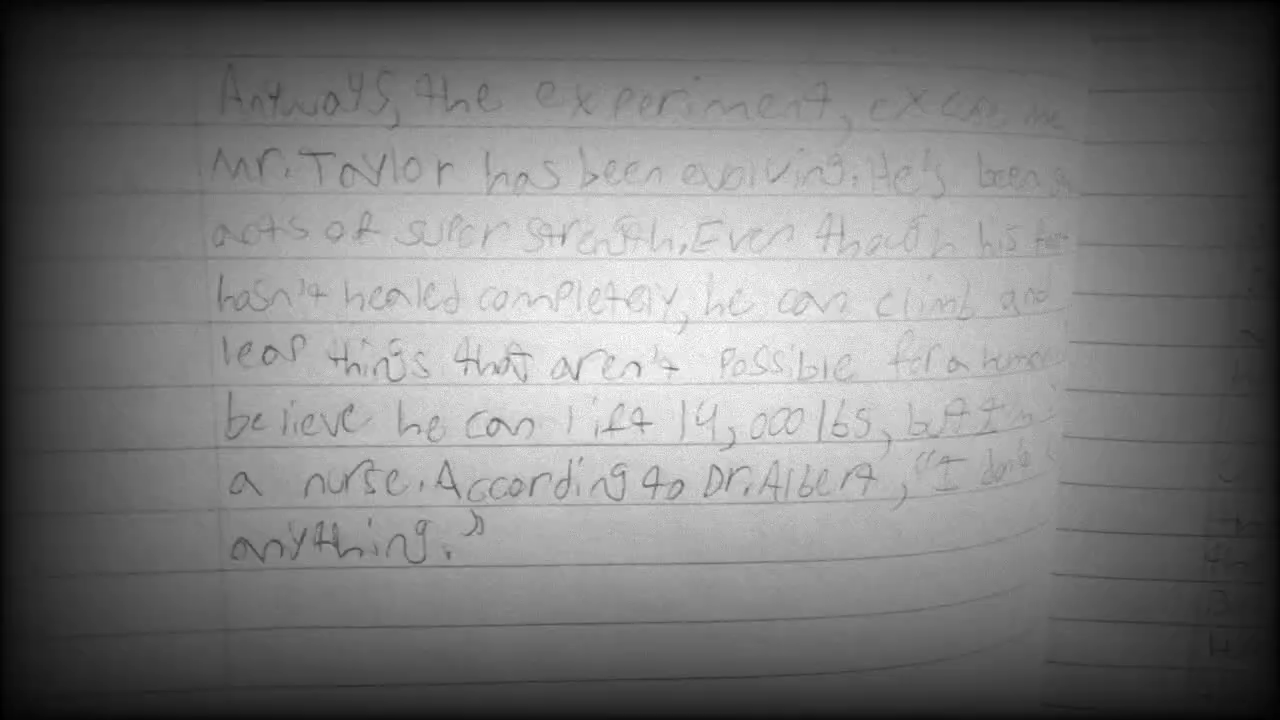 Anyways, the experiment, excuse me
Mr. Taylor has been evolving. He's been
acts of super strength. Even though his
hasn't healed completely, he can climb and
leap things that aren't possible for a human
believe he can lift 14,000 lbs, but I'm
a nurse. According to Dr. Albert, "I don't
anything."